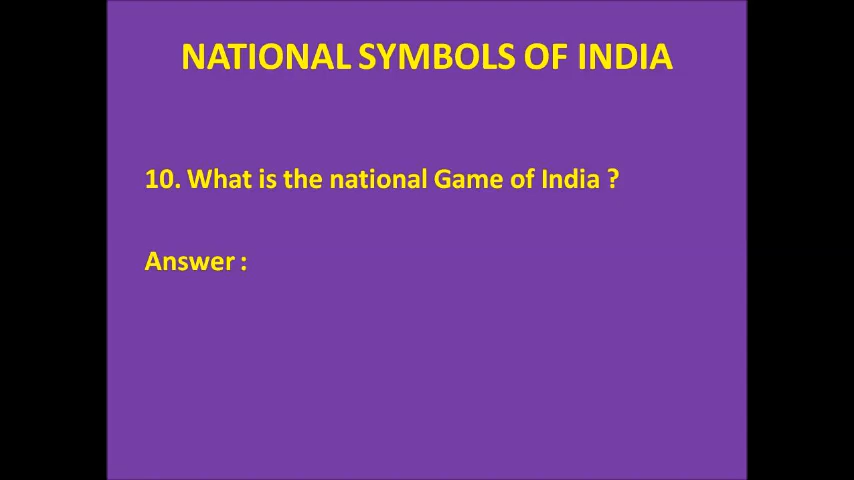 NATIONAL SYMBOLS OF INDIA
10. What is the national Game of India ?
Answer :